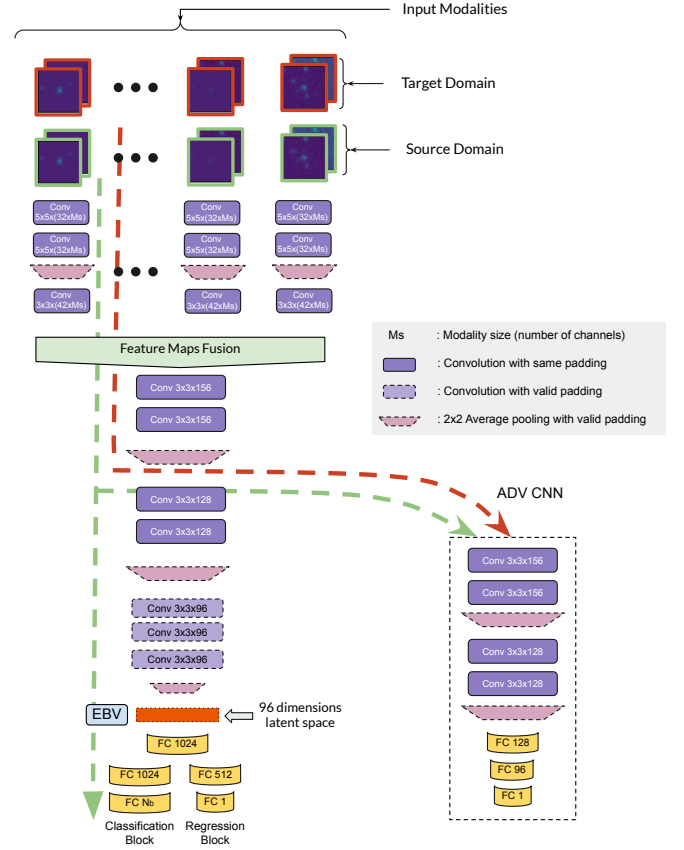 Input Modalities
Target Domain
Source Domain
Conv
5x5x(32xMs)
Conv
5x5x(32xMs)
Conv
5x5x(32xMs)
Conv
5x5x(32xMs)
Conv
5x5x(32xMs)
Conv
5x5x(32xMs)
Conv
3x3x(42xMs)
Conv
3x3x(42xMs)
Conv
3x3x(42xMs)
Feature Maps Fusion
Ms : Modality size (number of channels)
: Convolution with same padding
: Convolution with valid padding
: 2x2 Average pooling with valid padding
Conv 3x3x156
Conv 3x3x156
Conv 3x3x128
Conv 3x3x128
Conv 3x3x96
Conv 3x3x96
Conv 3x3x96
EBV
96 dimensions
latent space
FC 1024
FC 1024
FC 512
FC Nb
FC 1
Classification
Block
Regression
Block
ADV CNN
Conv 3x3x156
Conv 3x3x156
Conv 3x3x128
Conv 3x3x128
FC 128
FC 96
FC 1